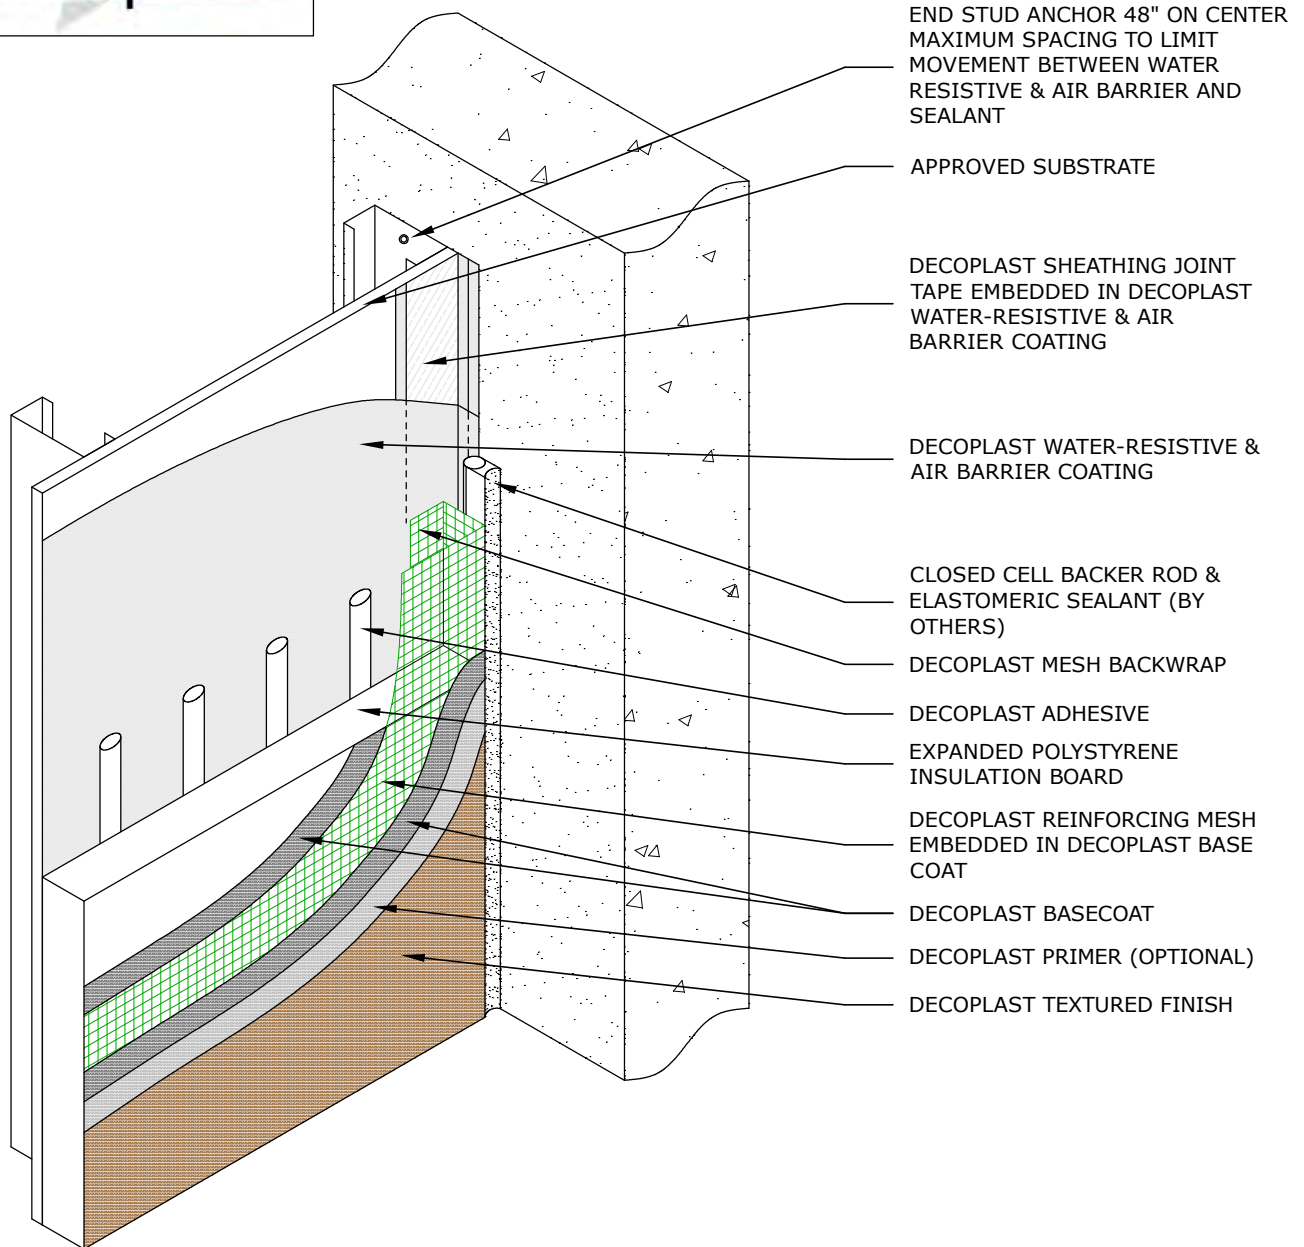 END STUD ANCHOR 48" ON CENTER
MAXIMUM SPACING TO LIMIT
MOVEMENT BETWEEN WATER
RESISTIVE & AIR BARRIER AND
SEALANT
APPROVED SUBSTRATE
DECOPLAST SHEATHING JOINT
TAPE EMBEDDED IN DECOPLAST
WATER-RESISTIVE & AIR
BARRIER COATING
DECOPLAST WATER-RESISTIVE &
AIR BARRIER COATING
CLOSED CELL BACKER ROD &
ELASTOMERIC SEALANT (BY
OTHERS)
DECOPLAST MESH BACKWRAP
DECOPLAST ADHESIVE
EXPANDED POLYSTYRENE
INSULATION BOARD
DECOPLAST REINFORCING MESH
EMBEDDED IN DECOPLAST BASE
COAT
DECOPLAST BASECOAT
DECOPLAST PRIMER (OPTIONAL)
DECOPLAST TEXTURED FINISH